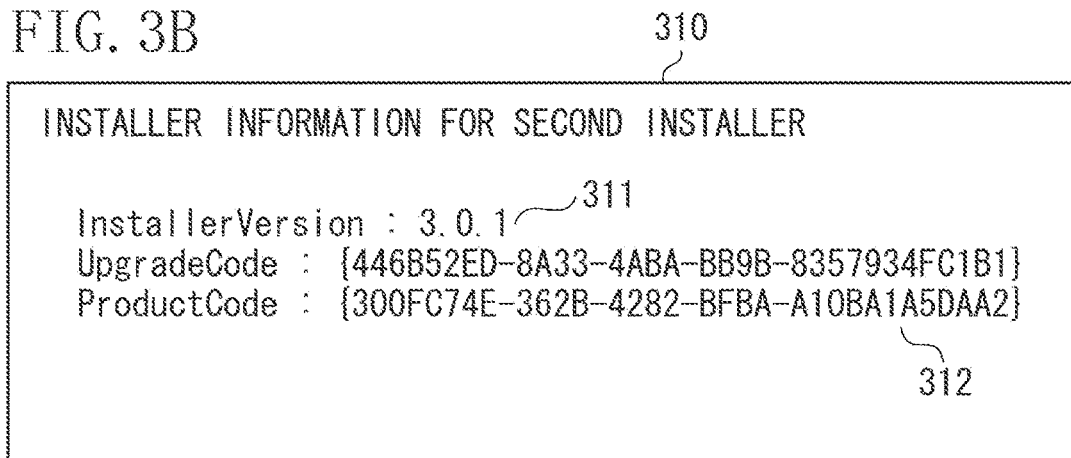 FIG. 3B
310
INSTALLER INFORMATION FOR SECOND INSTALLER
InstallerVersion : 3.0.1
311
UpgradeCode : {446B52ED-8A33-4ABA-BB9B-8357934FC1B1}
ProductCode : {300FC74E-362B-4282-BFBA-A10BA1A5DAA2}
312